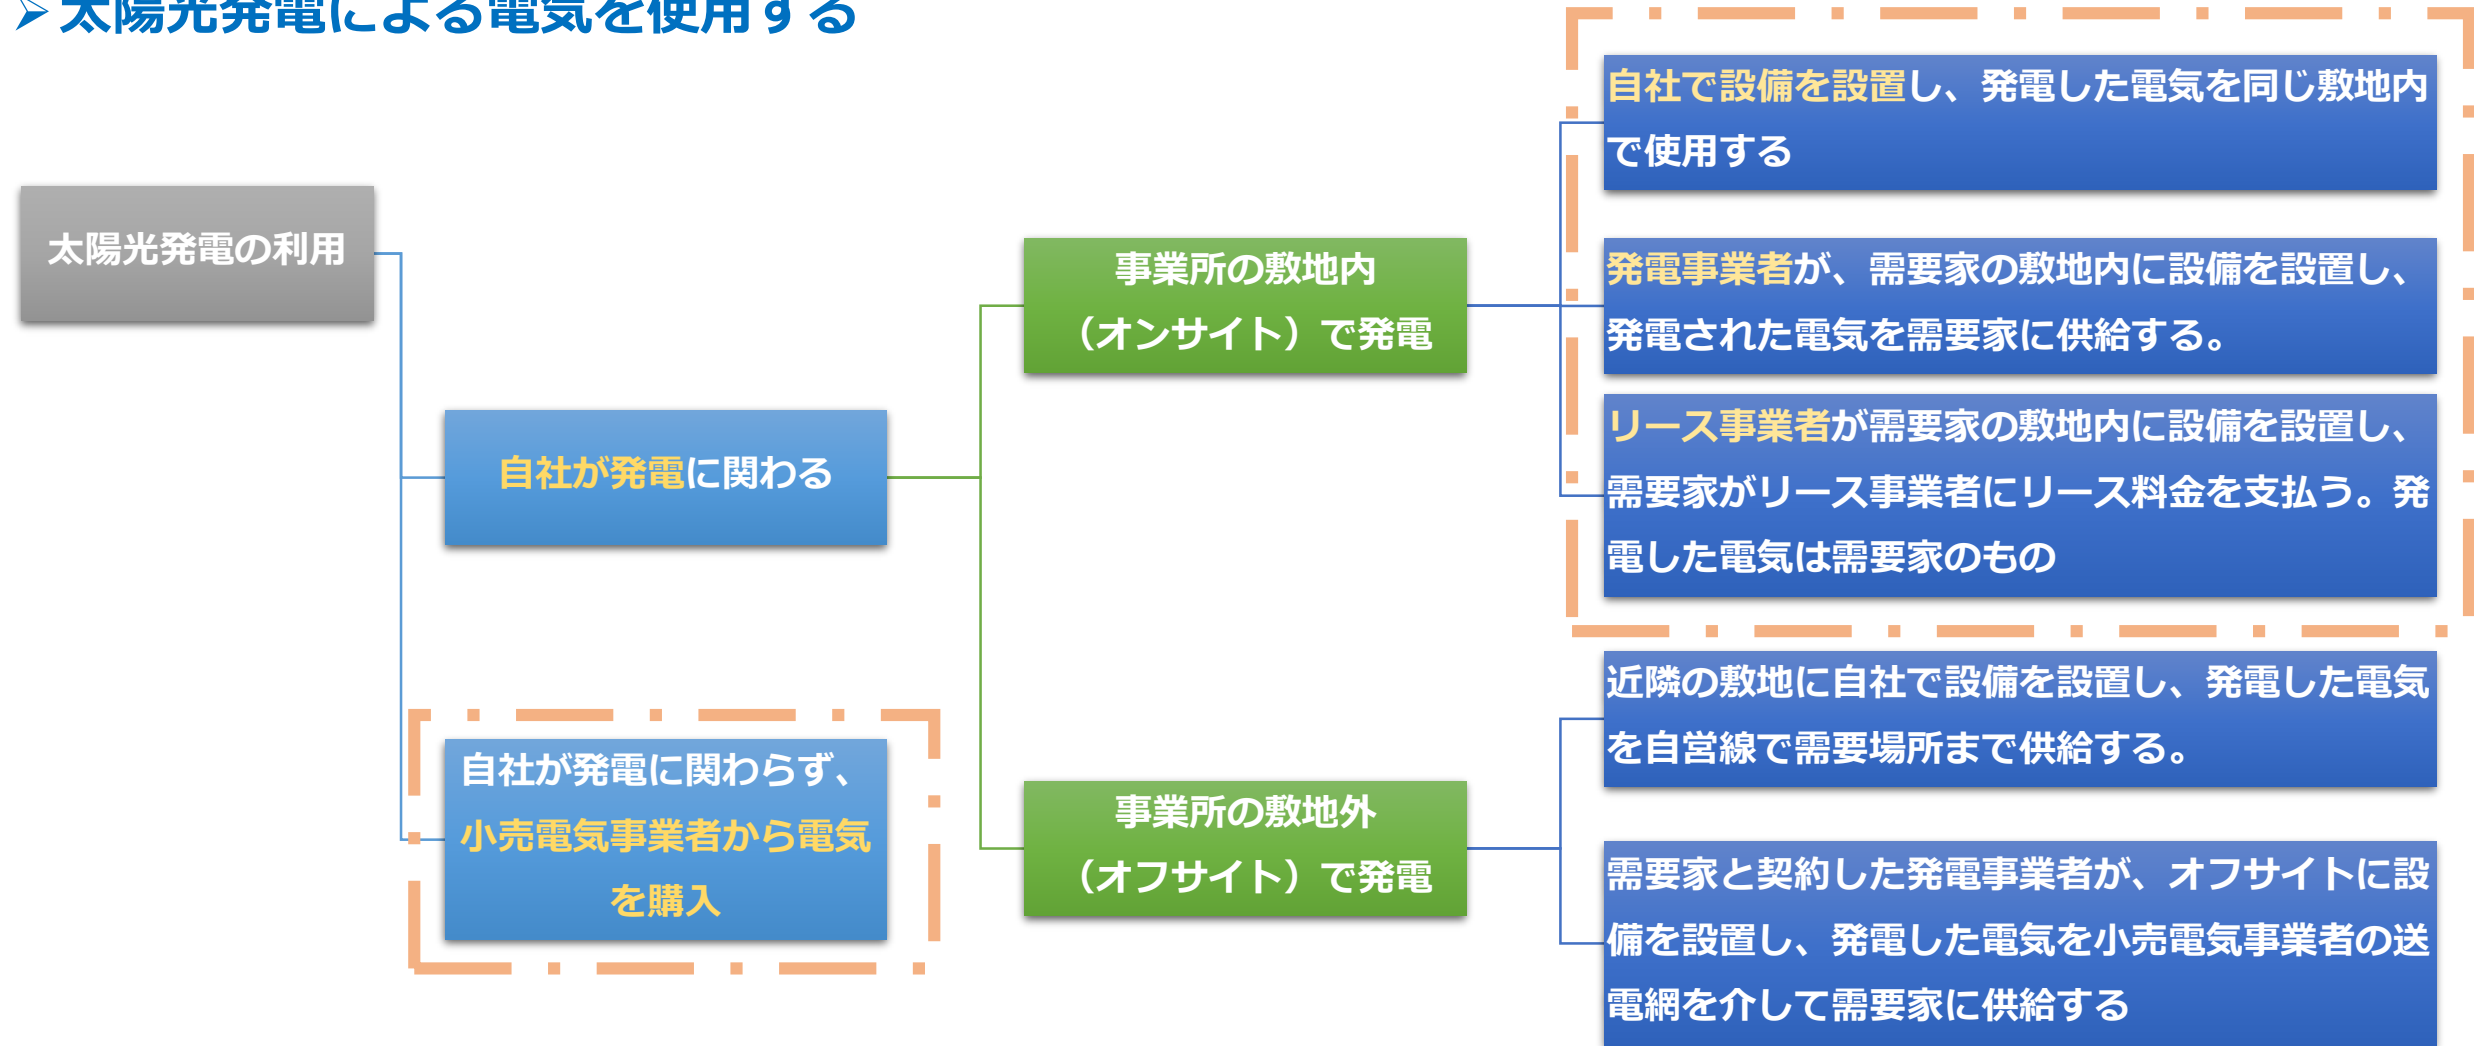 ➢太陽光発電による電気を使用する
太陽光発電の利用
自社が発電に関わる
自社が発電に関わらず、
小売電気事業者から電気
を購入
事業所の敷地内
（オンサイト）で発電
事業所の敷地外
（オフサイト）で発電
自社で設備を設置し、発電した電気を同じ敷地内
で使用する
発電事業者が、需要家の敷地内に設備を設置し、
発電された電気を需要家に供給する。
リース事業者が需要家の敷地内に設備を設置し、
需要家がリース事業者にリース料金を支払う。発
電した電気は需要家のもの
近隣の敷地に自社で設備を設置し、発電した電気
を自営線で需要場所まで供給する。
需要家と契約した発電事業者が、オフサイトに設
備を設置し、発電した電気を小売電気事業者の送
電網を介して需要家に供給する